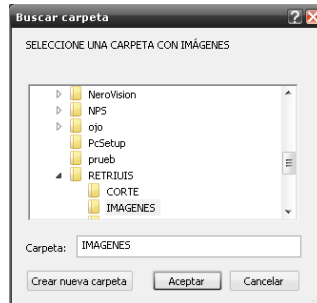 Buscar carpeta
SELECCIONE UNA CARPETA CON IMÁGENES
NeroVision
NPS
ojo
PcSetup
prueb
RETRIUIS
CORTE
IMAGENES
Carpeta: IMAGENES
Crear nueva carpeta Aceptar Cancelar